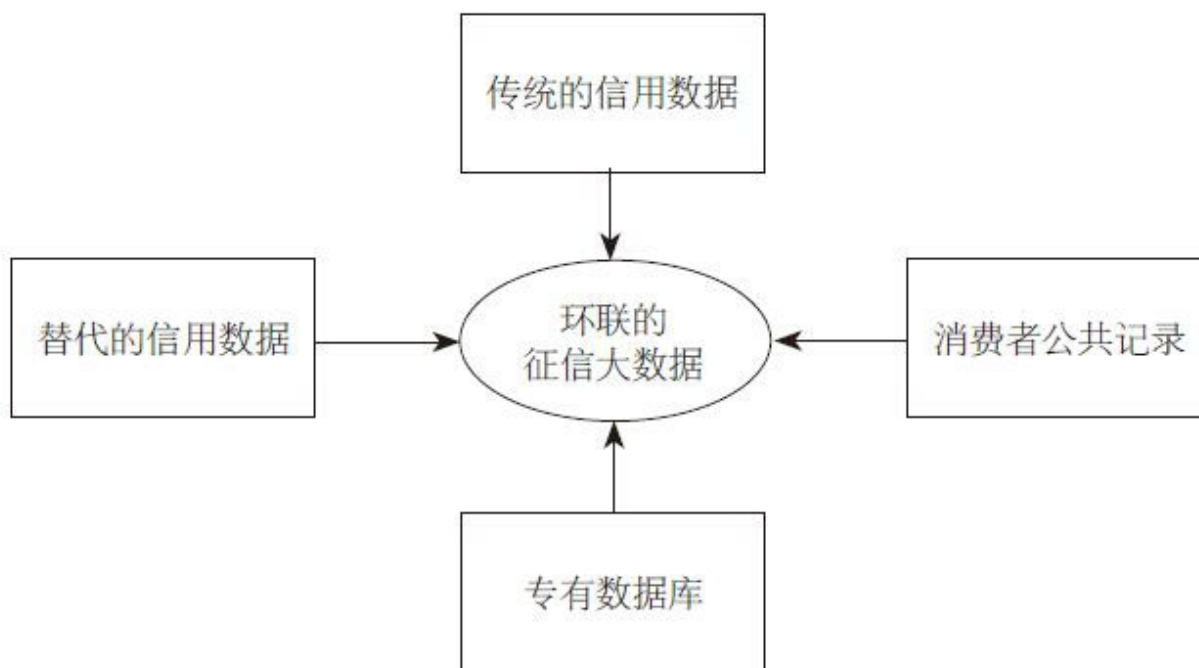 传统的信用数据
替代的信用数据
环联的
征信大数据
消费者公共记录
专有数据库